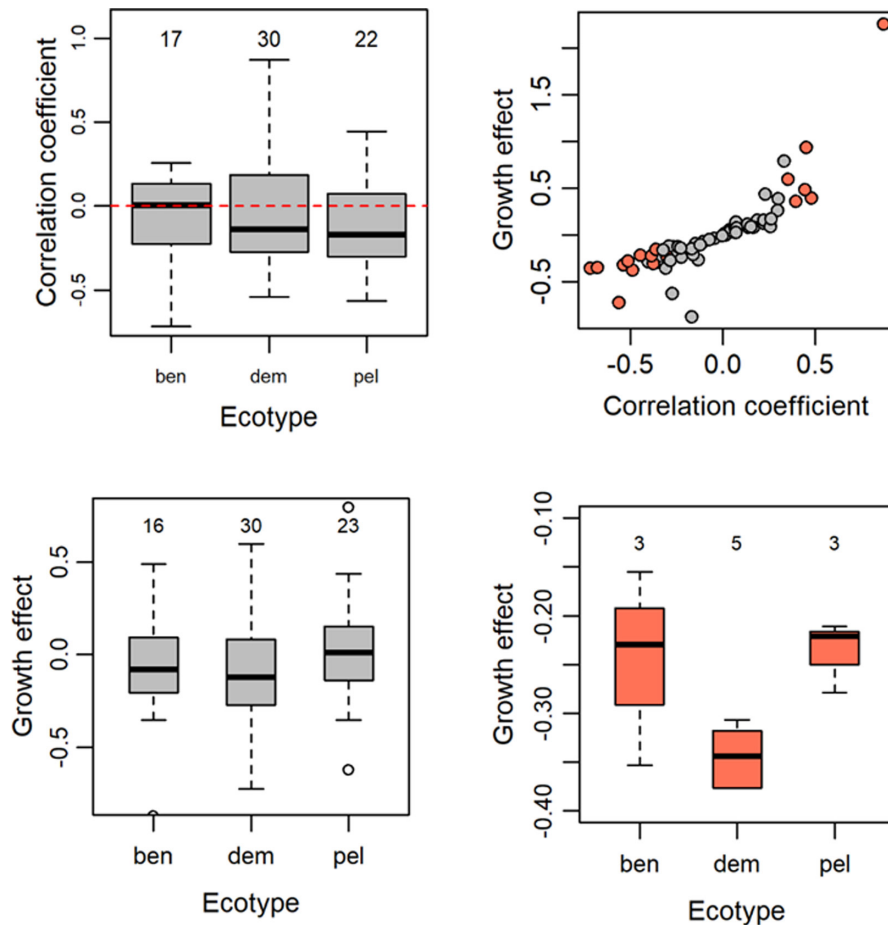 Correlation coefficient
1.0
0.5
0.0
-0.5
17 30 22
ben dem pel
Ecotype
Growth effect
1.5
0.5
-0.5
-0.5 0.0 0.5
Correlation coefficient
Growth effect
0.5
0.0
-0.5
16 30 23
ben dem pel
Ecotype
Growth effect
-0.10
-0.20
-0.30
-0.40
3 5 3
ben dem pel
Ecotype